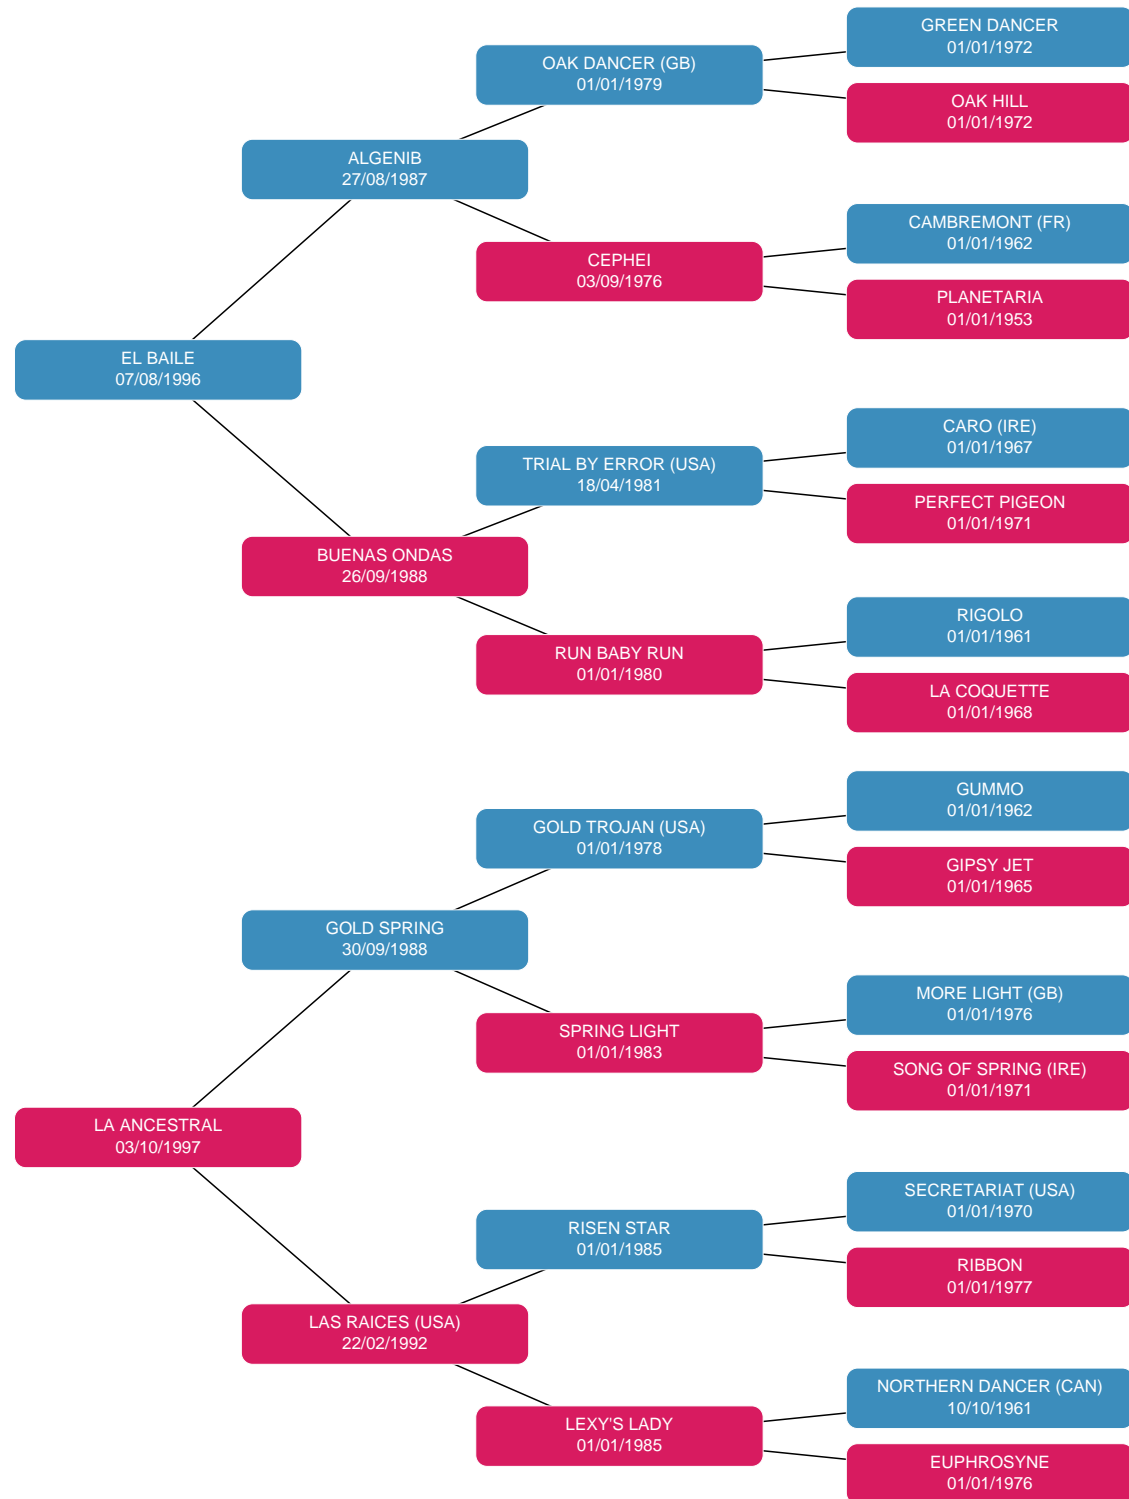 GREEN DANCER
01/01/1972
OAK DANCER (GB)
01/01/1979
OAK HILL
01/01/1972
ALGENIB
27/08/1987
CAMBREMONT (FR)
01/01/1962
CEPHEI
03/09/1976
PLANETARIA
01/01/1953
EL BAILE
07/08/1996
CARO (IRE)
01/01/1967
TRIAL BY ERROR (USA)
18/04/1981
PERFECT PIGEON
01/01/1971
BUENAS ONDAS
26/09/1988
RIGOLO
01/01/1961
RUN BABY RUN
01/01/1980
LA COQUETTE
01/01/1968
GUMMO
01/01/1962
GOLD TROJAN (USA)
01/01/1978
GIPSY JET
01/01/1965
GOLD SPRING
30/09/1988
MORE LIGHT (GB)
01/01/1976
SPRING LIGHT
01/01/1983
SONG OF SPRING (IRE)
01/01/1971
LA ANCESTRAL
03/10/1997
SECRETARIAT (USA)
01/01/1970
RISEN STAR
01/01/1985
RIBBON
01/01/1977
LAS RAICES (USA)
22/02/1992
NORTHERN DANCER (CAN)
10/10/1961
LEXY'S LADY
01/01/1985
EUPHROSYNE
01/01/1976